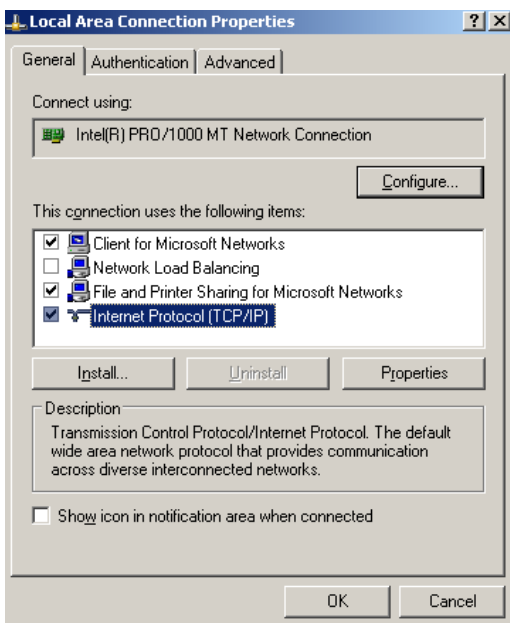 Local Area Connection Properties
General Authentication Advanced
Connect using:
Intel(R) PRO/1000 MT Network Connection
Configure...
This connection uses the following items:
Client for Microsoft Networks
Network Load Balancing
File and Printer Sharing for Microsoft Networks
Internet Protocol (TCP/IP)
Install... Uninstall Properties
Description
Transmission Control Protocol/Internet Protocol. The default
wide area network protocol that provides communication
across diverse interconnected networks.
Show icon in notification area when connected
OK Cancel